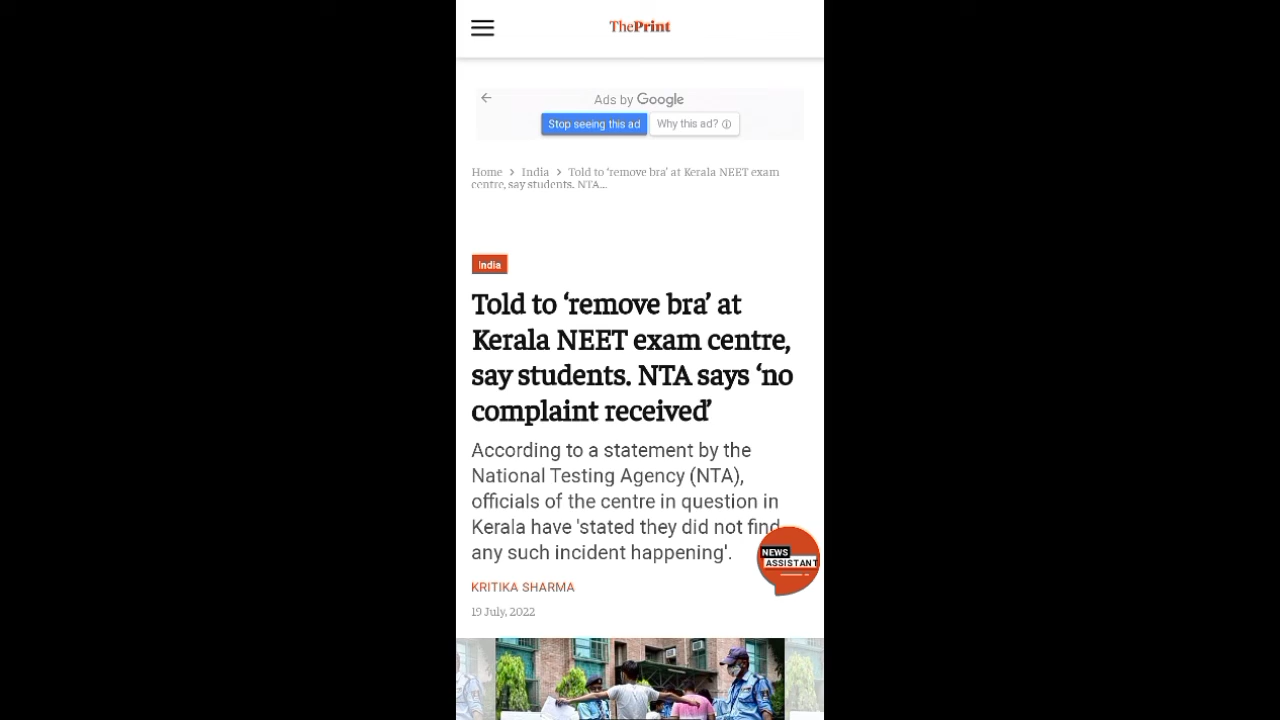 ThePrint
Ads by Google
Stop seeing this ad
Why this ad?
Home > India > Told to ‘remove bra’ at Kerala NEET exam
centre, say students. NTA...
India
Told to ‘remove bra’ at
Kerala NEET exam centre,
say students. NTA says ‘no
complaint received’
According to a statement by the
National Testing Agency (NTA),
officials of the centre in question in
Kerala have 'stated they did not find
any such incident happening'.
NEWS
ASSISTANT
KRITIKA SHARMA
19 July, 2022